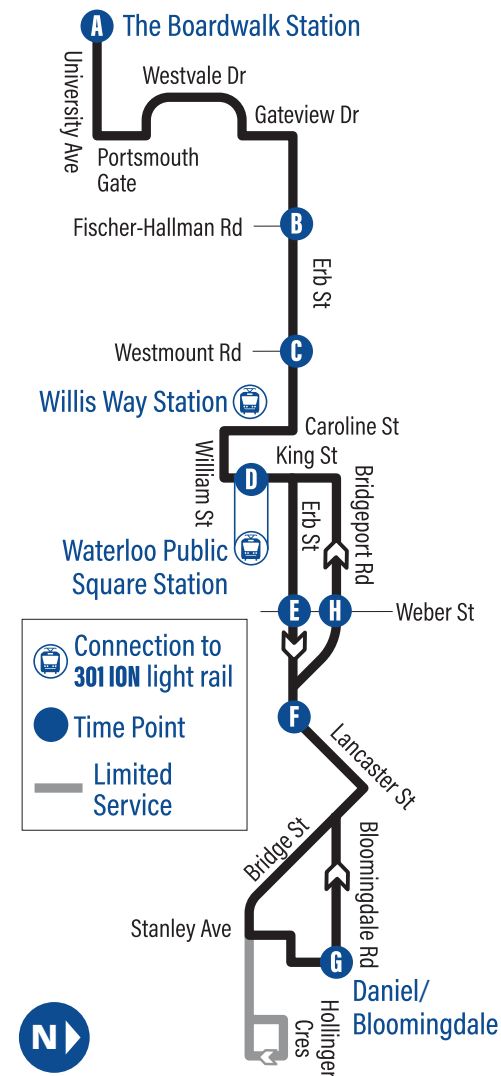 A
The Boardwalk Station
University Ave
Westvale Dr
Gateview Dr
Portsmouth
Gate
Fischer-Hallman Rd
B
Erb St
Westmount Rd
C
Willis Way Station
Caroline St
William St
King St
D
Erb St
Bridgeport Rd
Waterloo Public
Square Station
E
H
Weber St
Connection to
301 ION light rail
Time Point
Limited
Service
F
Lancaster St
Bridge St
Bloomingdale Rd
Stanley Ave
G
Daniel/
Bloomingdale
Hollinger
Cres
N